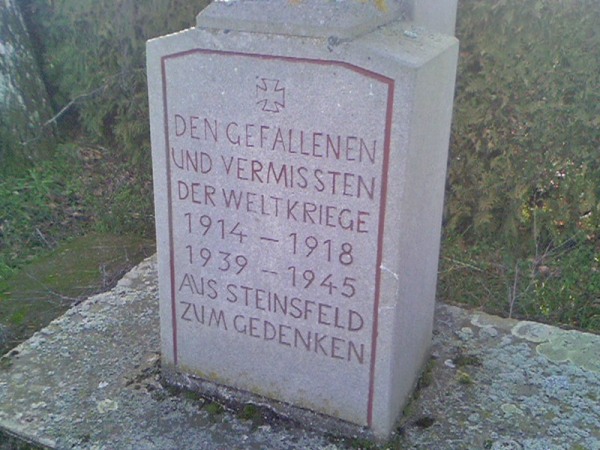 DEN GEFALLENEN
UND VERMISSTEN
DER WELTKRIEGE
1914 – 1918
1939 – 1945
AUS STEINSFELD
ZUM GEDENKEN